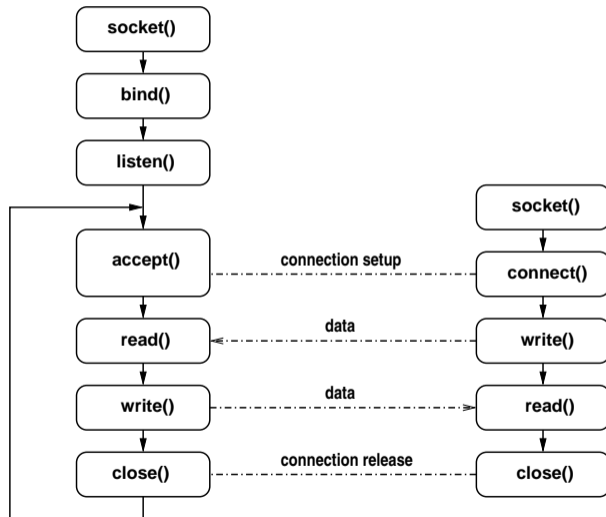 socket()
bind()
listen()
socket()
accept()
connection setup
connect()
read()
data
write()
write()
data
read()
close()
connection release
close()